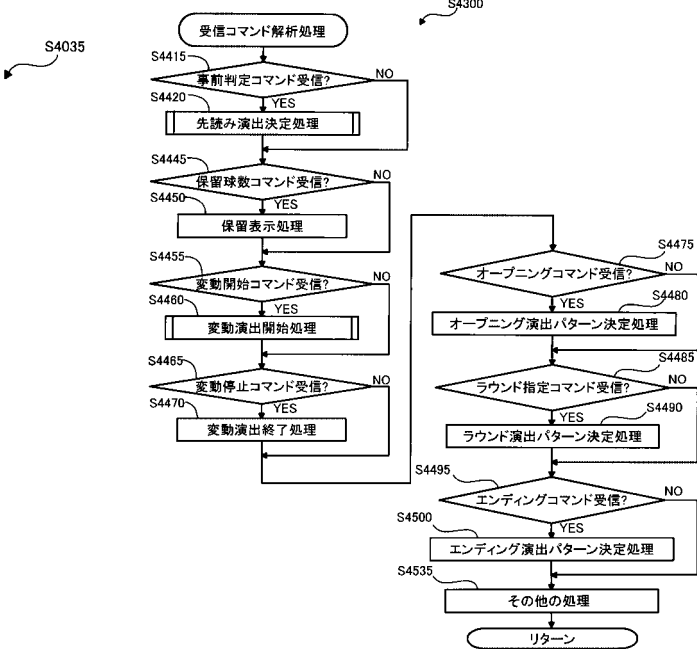 S4300
S4035
受信コマンド解析処理
S4415
事前判定コマンド受信?
NO
S4420
YES
先読み演出決定処理
S4445
保留球数コマンド受信?
NO
S4450
YES
保留表示処理
S4455
変動開始コマンド受信?
NO
S4460
YES
変動演出開始処理
S4465
変動停止コマンド受信?
NO
S4470
YES
変動演出終了処理
S4475
オープニングコマンド受信?
NO
YES
S4480
オープニング演出パターン決定処理
S4485
ラウンド指定コマンド受信?
NO
YES
S4490
ラウンド演出パターン決定処理
S4495
エンディングコマンド受信?
NO
S4500
YES
エンディング演出パターン決定処理
S4535
その他の処理
リターン